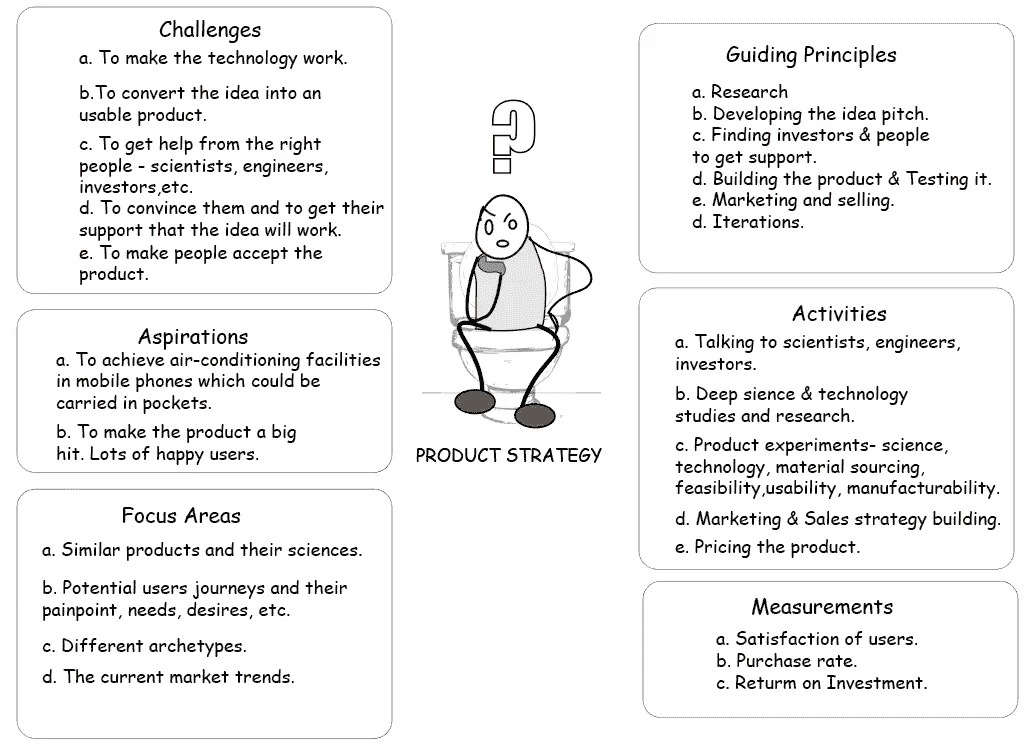 Challenges
a. To make the technology work.
b.To convert the idea into an
usable product.
c. To get help from the right
people - scientists, engineers,
investors,etc.
d. To convince them and to get their
support that the idea will work.
e. To make people accept the
product.
Aspirations
a. To achieve air-conditioning facilities
in mobile phones which could be
carried in pockets.
b. To make the product a big
hit. Lots of happy users.
Focus Areas
a. Similar products and their sciences.
b. Potential users journeys and their
painpoint, needs, desires, etc.
c. Different archetypes.
d. The current market trends.
?
PRODUCT STRATEGY
Guiding Principles
a. Research
b. Developing the idea pitch.
c. Finding investors & people
to get support.
d. Building the product & Testing it.
e. Marketing and selling.
d. Iterations.
Activities
a. Talking to scientists, engineers,
investors.
b. Deep sience & technology
studies and research.
c. Product experiments- science,
technology, material sourcing,
feasibility,usability, manufacturability.
d. Marketing & Sales strategy building.
e. Pricing the product.
Measurements
a. Satisfaction of users.
b. Purchase rate.
c. Returm on Investment.